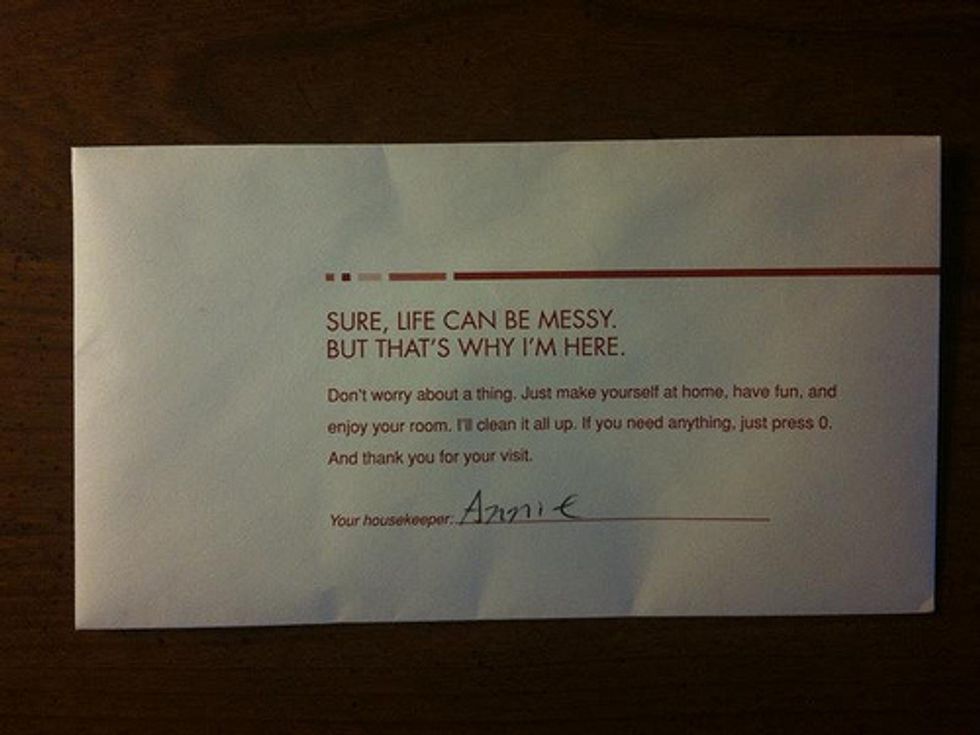 SURE, LIFE CAN BE MESSY.
BUT THAT'S WHY I'M HERE.
Don't worry about a thing. Just make yourself at home, have fun, and
enjoy your room. I'll clean it all up. If you need anything, just press 0.
And thank you for your visit.
Your housekeeper: Annie